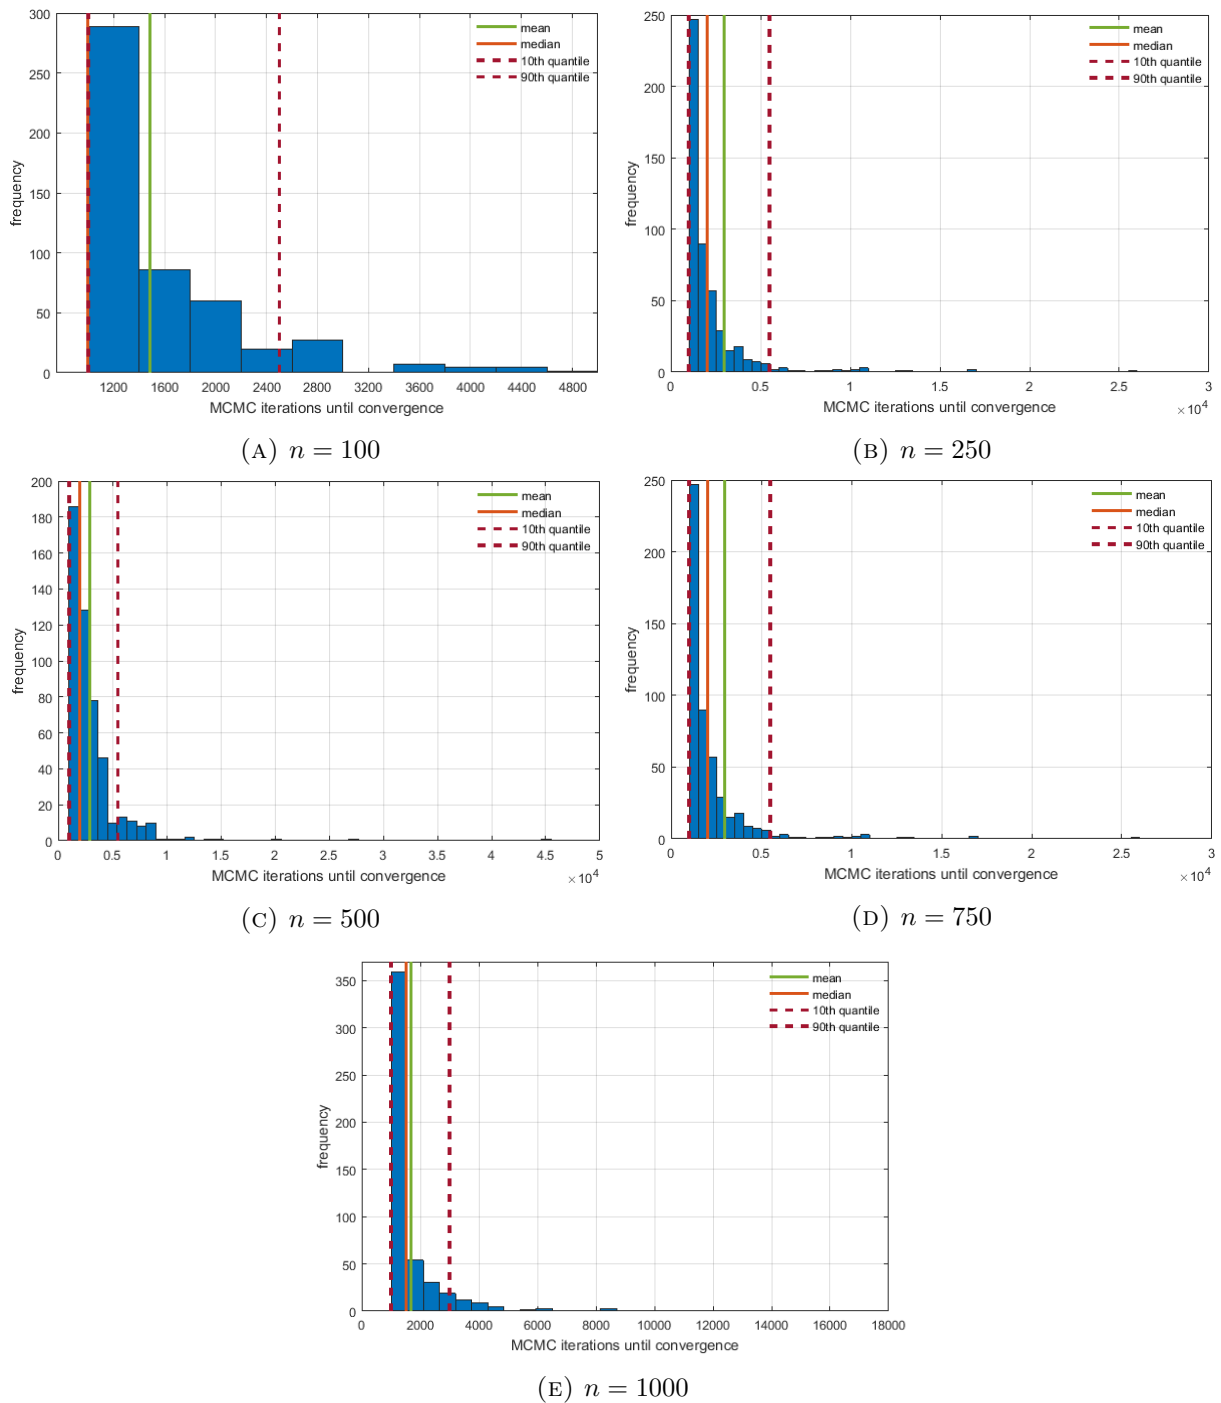 300
250
200
150
100
50
0
frequency
mean
median
10th quantile
90th quantile
1200 1600 2000 2400 2800 3200 3600 4000 4400 4800
MCMC iterations until convergence
(A) n = 100
250
200
150
100
50
0
frequency
mean
median
10th quantile
90th quantile
0 0.5 1 1.5 2 2.5 3
MCMC iterations until convergence
×10⁴
(B) n = 250
200
180
160
140
120
100
80
60
40
20
0
frequency
mean
median
10th quantile
90th quantile
0 0.5 1 1.5 2 2.5 3 3.5 4 4.5 5
MCMC iterations until convergence
×10⁴
(C) n = 500
250
200
150
100
50
0
frequency
mean
median
10th quantile
90th quantile
0 0.5 1 1.5 2 2.5 3
MCMC iterations until convergence
×10⁴
(D) n = 750
350
300
350
200
150
100
50
0
frequency
mean
median
10th quantile
90th quantile
0 2000 4000 6000 8000 10000 12000 14000 16000 18000
MCMC iterations until convergence
(E) n = 1000